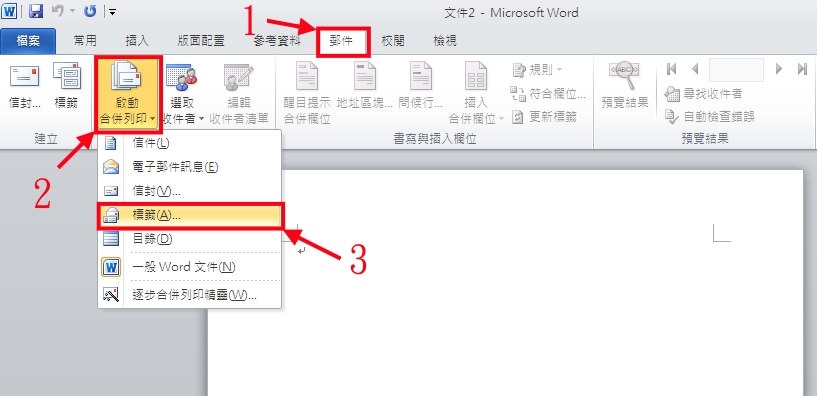 文件2 - Microsoft Word
1
檔案 常用 插入 版面配置 參考資料 郵件 校閱 檢視
信封... 標籤 啟動 合併列印 選取 收件者 編輯 收件者清單 醒目提示 合併欄位 地址區塊... 問候行... 插入 合併欄位 規則 符合欄位... 更新標籤 <ABC> 預覽結果 尋找收件者 自動檢查錯誤
建立 書寫與插入欄位 預覽結果
2
信件(L)
電子郵件訊息(E)
信封(V)...
標籤(A)...
目錄(D)
3
一般 Word 文件(N)
逐步合併列印精靈(W)...